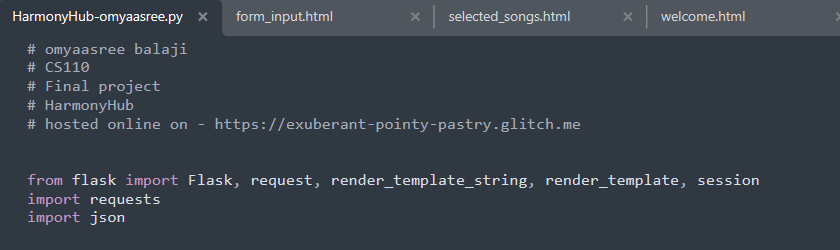 HarmonyHub-omyaasree.py × form_input.html × selected_songs.html × welcome.html ×
# omyaasree balaji
# CS110
# Final project
# HarmonyHub
# hosted online on - https://exuberant-pointy-pastry.glitch.me
from flask import Flask, request, render_template_string, render_template, session
import requests
import json